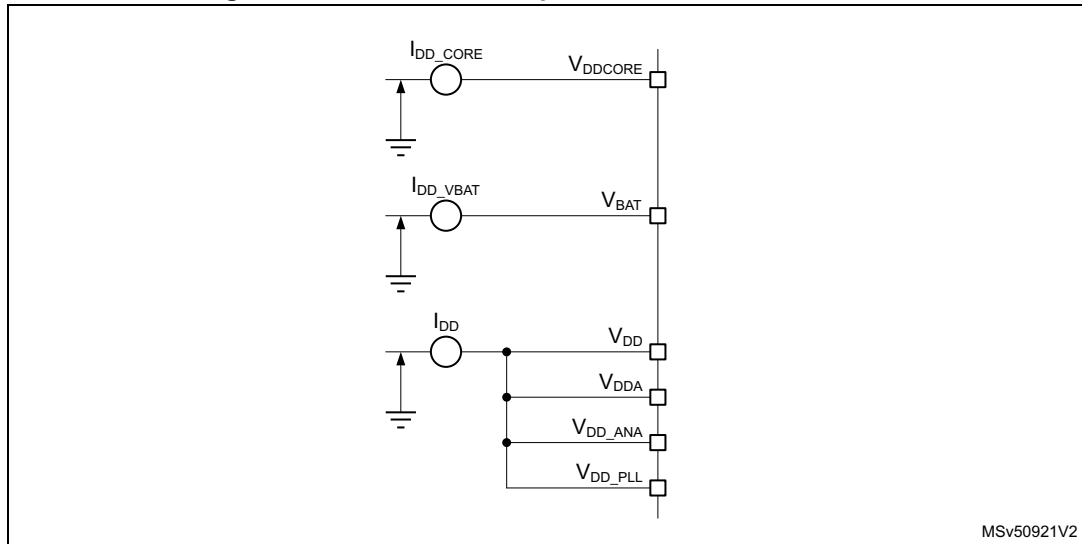 IDD_CORE
VDDCORE
IDD_VBAT
VBAT
IDD
VDD
VDDA
VDD_ANA
VDD_PLL
MSv50921V2